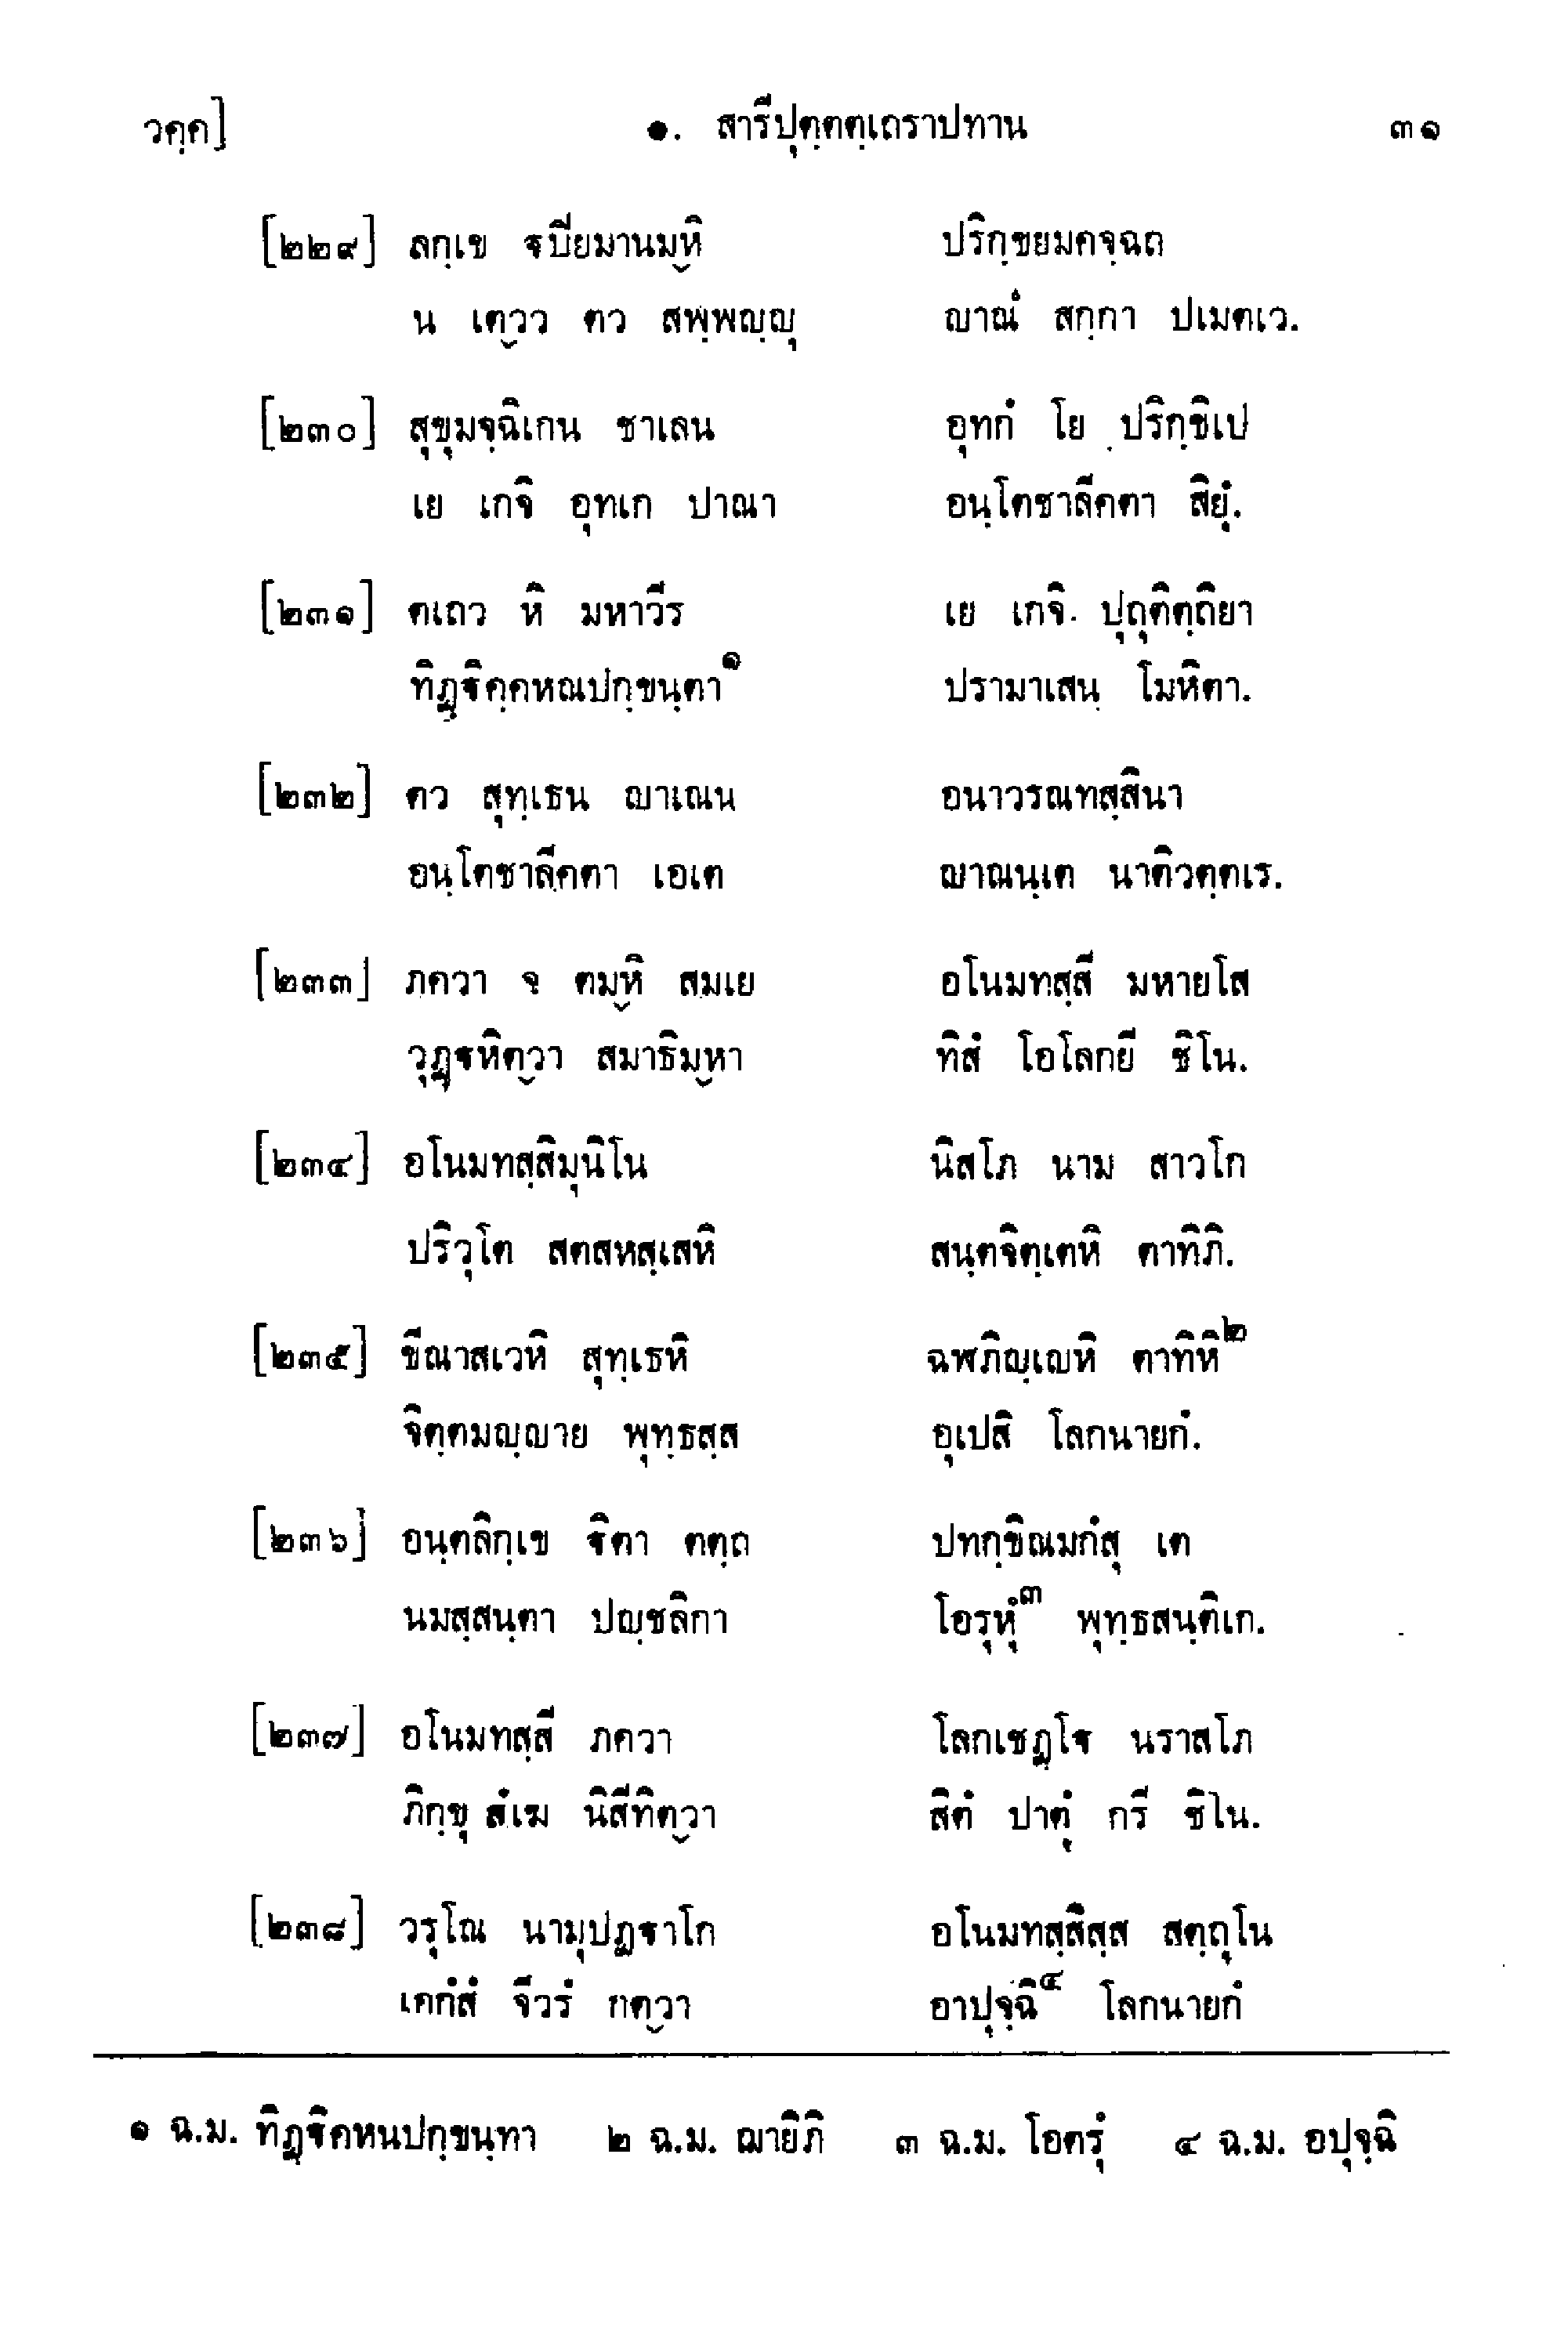 วคฺค] ๑. สารีปุตฺตตฺเถราปทาน ๓๑
[๒๒๙] ลกฺเข ฐปียมานมฺหิ ปริกฺขยมคจฺฉถ
น เตฺวว ตว สพฺพญฺญุ ญาณํ สกฺกา ปเมตเว.
[๒๓๐] สุขุมจฺฉิเกน ชาเลน อุทกํ โย ปริกฺขิเป
เย เกจิ อุทเก ปาณา อนฺโตชาลีคตา สิยุํ.
[๒๓๑] ตเถว หิ มหาวีร เย เกจิ ปุถุติตฺถิยา
ทิฏฺฐิคฺคหณปกฺขนฺตา๑ ปรามาเสน โมหิตา.
[๒๓๒] ตว สุทฺเธน ญาเณน อนาวรณทสฺสินา
อนฺโตชาลีคตา เอเต ญาณนฺเต นาติวตฺตเร.
[๒๓๓] ภควา จ ตมฺหิ สมเย อโนมทสฺสี มหายโส
วุฏฺฐหิตฺวา สมาธิมฺหา ทิสํ โอโลกยี ชิโน.
[๒๓๔] อโนมทสฺสิมุนิโน นิสโภ นาม สาวโก
ปริวุโต สตสหสฺเสหิ สนฺตจิตฺเตหิ ตาทิภิ.
[๒๓๕] ขีณาสเวหิ สุทฺเธหิ ฉฬภิญฺเญหิ ตาทิหิ๒
จิตฺตมญฺญาย พุทฺธสฺส อุเปสิ โลกนายกํ.
[๒๓๖] อนฺตลิกฺเข ฐิตา ตตฺถ ปทกฺขิณมกํสุ เต
นมสฺสนฺตา ปญฺชลิกา โอรุหุํ๓ พุทฺธสนฺติเก.
[๒๓๗] อโนมทสฺสี ภควา โลกเชฏฺโฐ นราสโภ
ภิกฺขุ สํเฆ นิสีทิตฺวา สิตํ ปาตุํ กรี ชิโน.
[๒๓๘] วรุโณ นามุปฏฺฐาโก อโนมทสฺสิสฺส สตฺถุโน
เอกํสํ จีวรํ กตฺวา อาปุจฺฉิ๔ โลกนายกํ
๑ ฉ.ม. ทิฏฺฐิคหนปกฺขนฺทา ๒ ฉ.ม. ฌายิภิ ๓ ฉ.ม. โอตรุํ ๔ ฉ.ม. อปุจฺฉิ